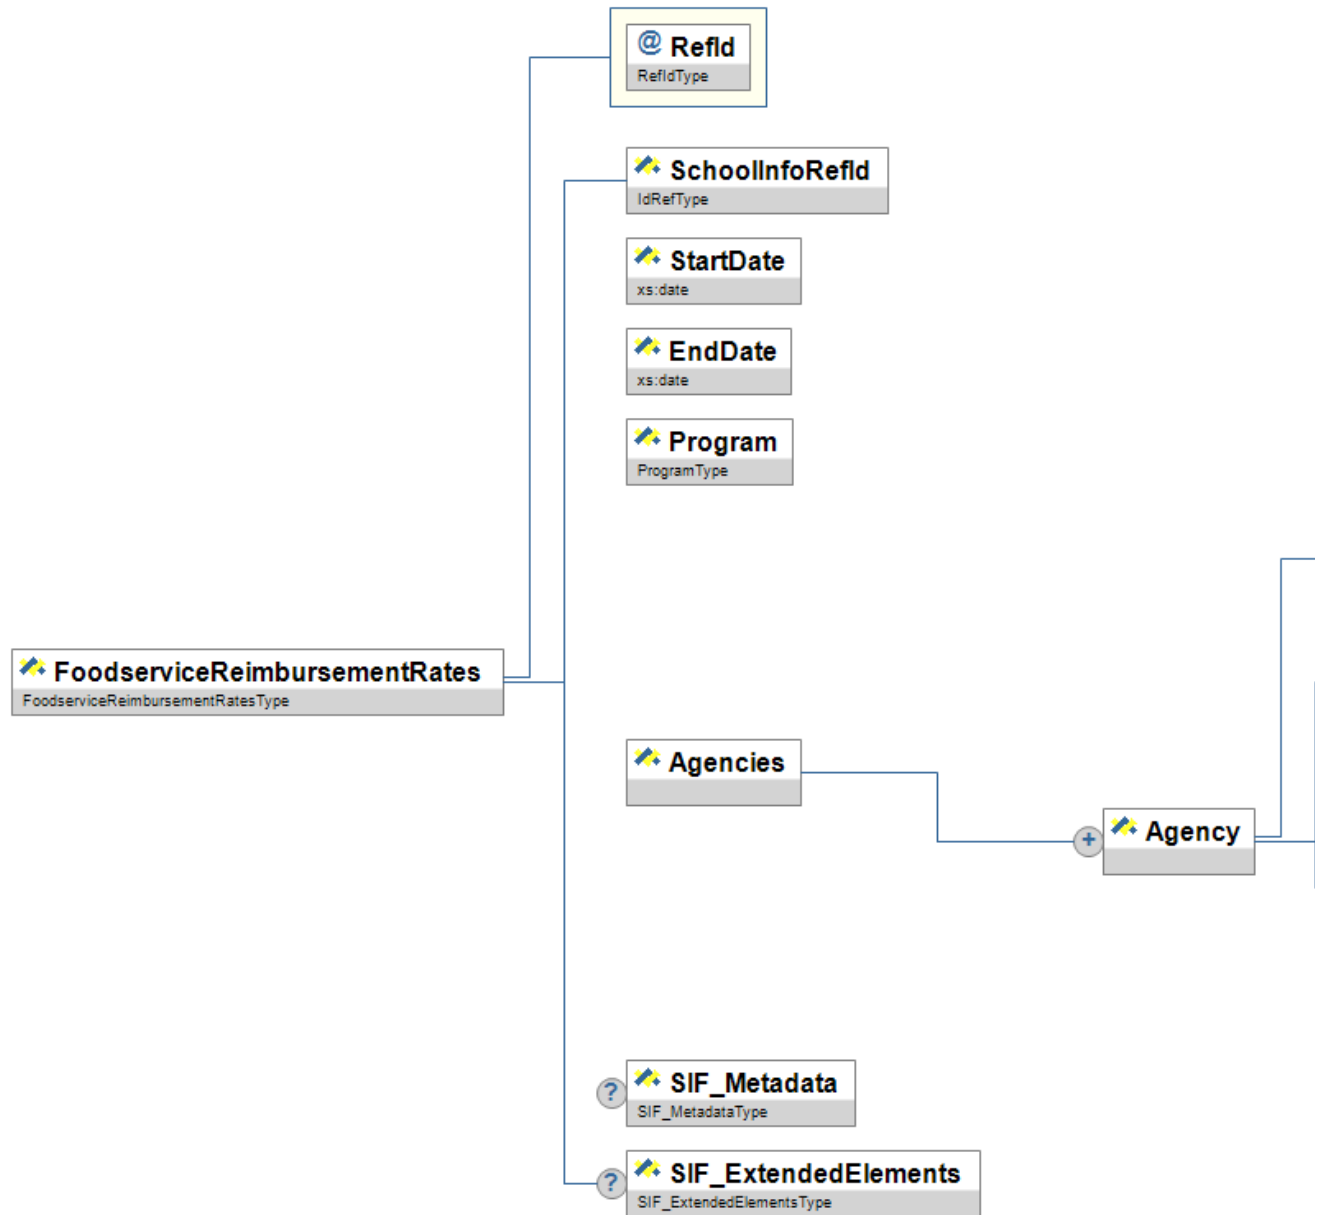 @ RefId
RefIdType
SchoolInfoRefId
IdRefType
StartDate
xs:date
EndDate
xs:date
Program
ProgramType
FoodserviceReimbursementRates
FoodserviceReimbursementRatesType
Agencies
+ Agency
? SIF_Metadata
SIF_MetadataType
? SIF_ExtendedElements
SIF_ExtendedElementsType